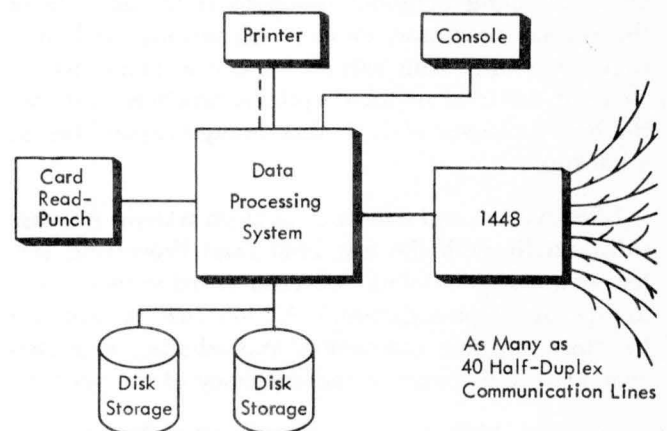 Printer
Console
Card
Read-
Punch
Data
Processing
System
1448
Disk
Storage
Disk
Storage
As Many as
40 Half-Duplex
Communication Lines